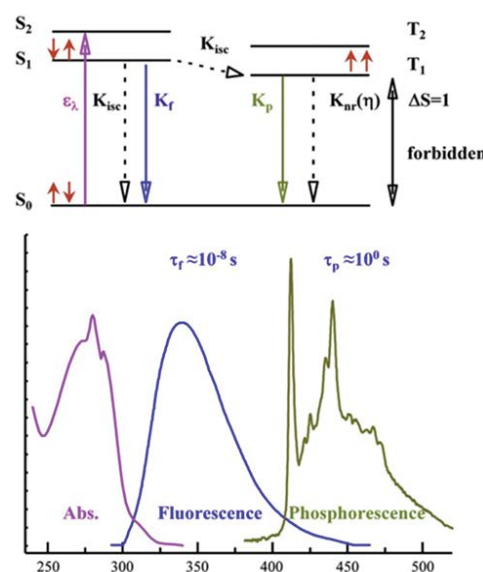 S2
T2
Kisc
S1
T1
ελ
Kisc
Kf
Kp
Knr(η)
ΔS=1
forbidden
S0
τf≈10-8 s
τp≈100 s
Abs.
Fluorescence
Phosphorescence
250
300
350
400
450
500